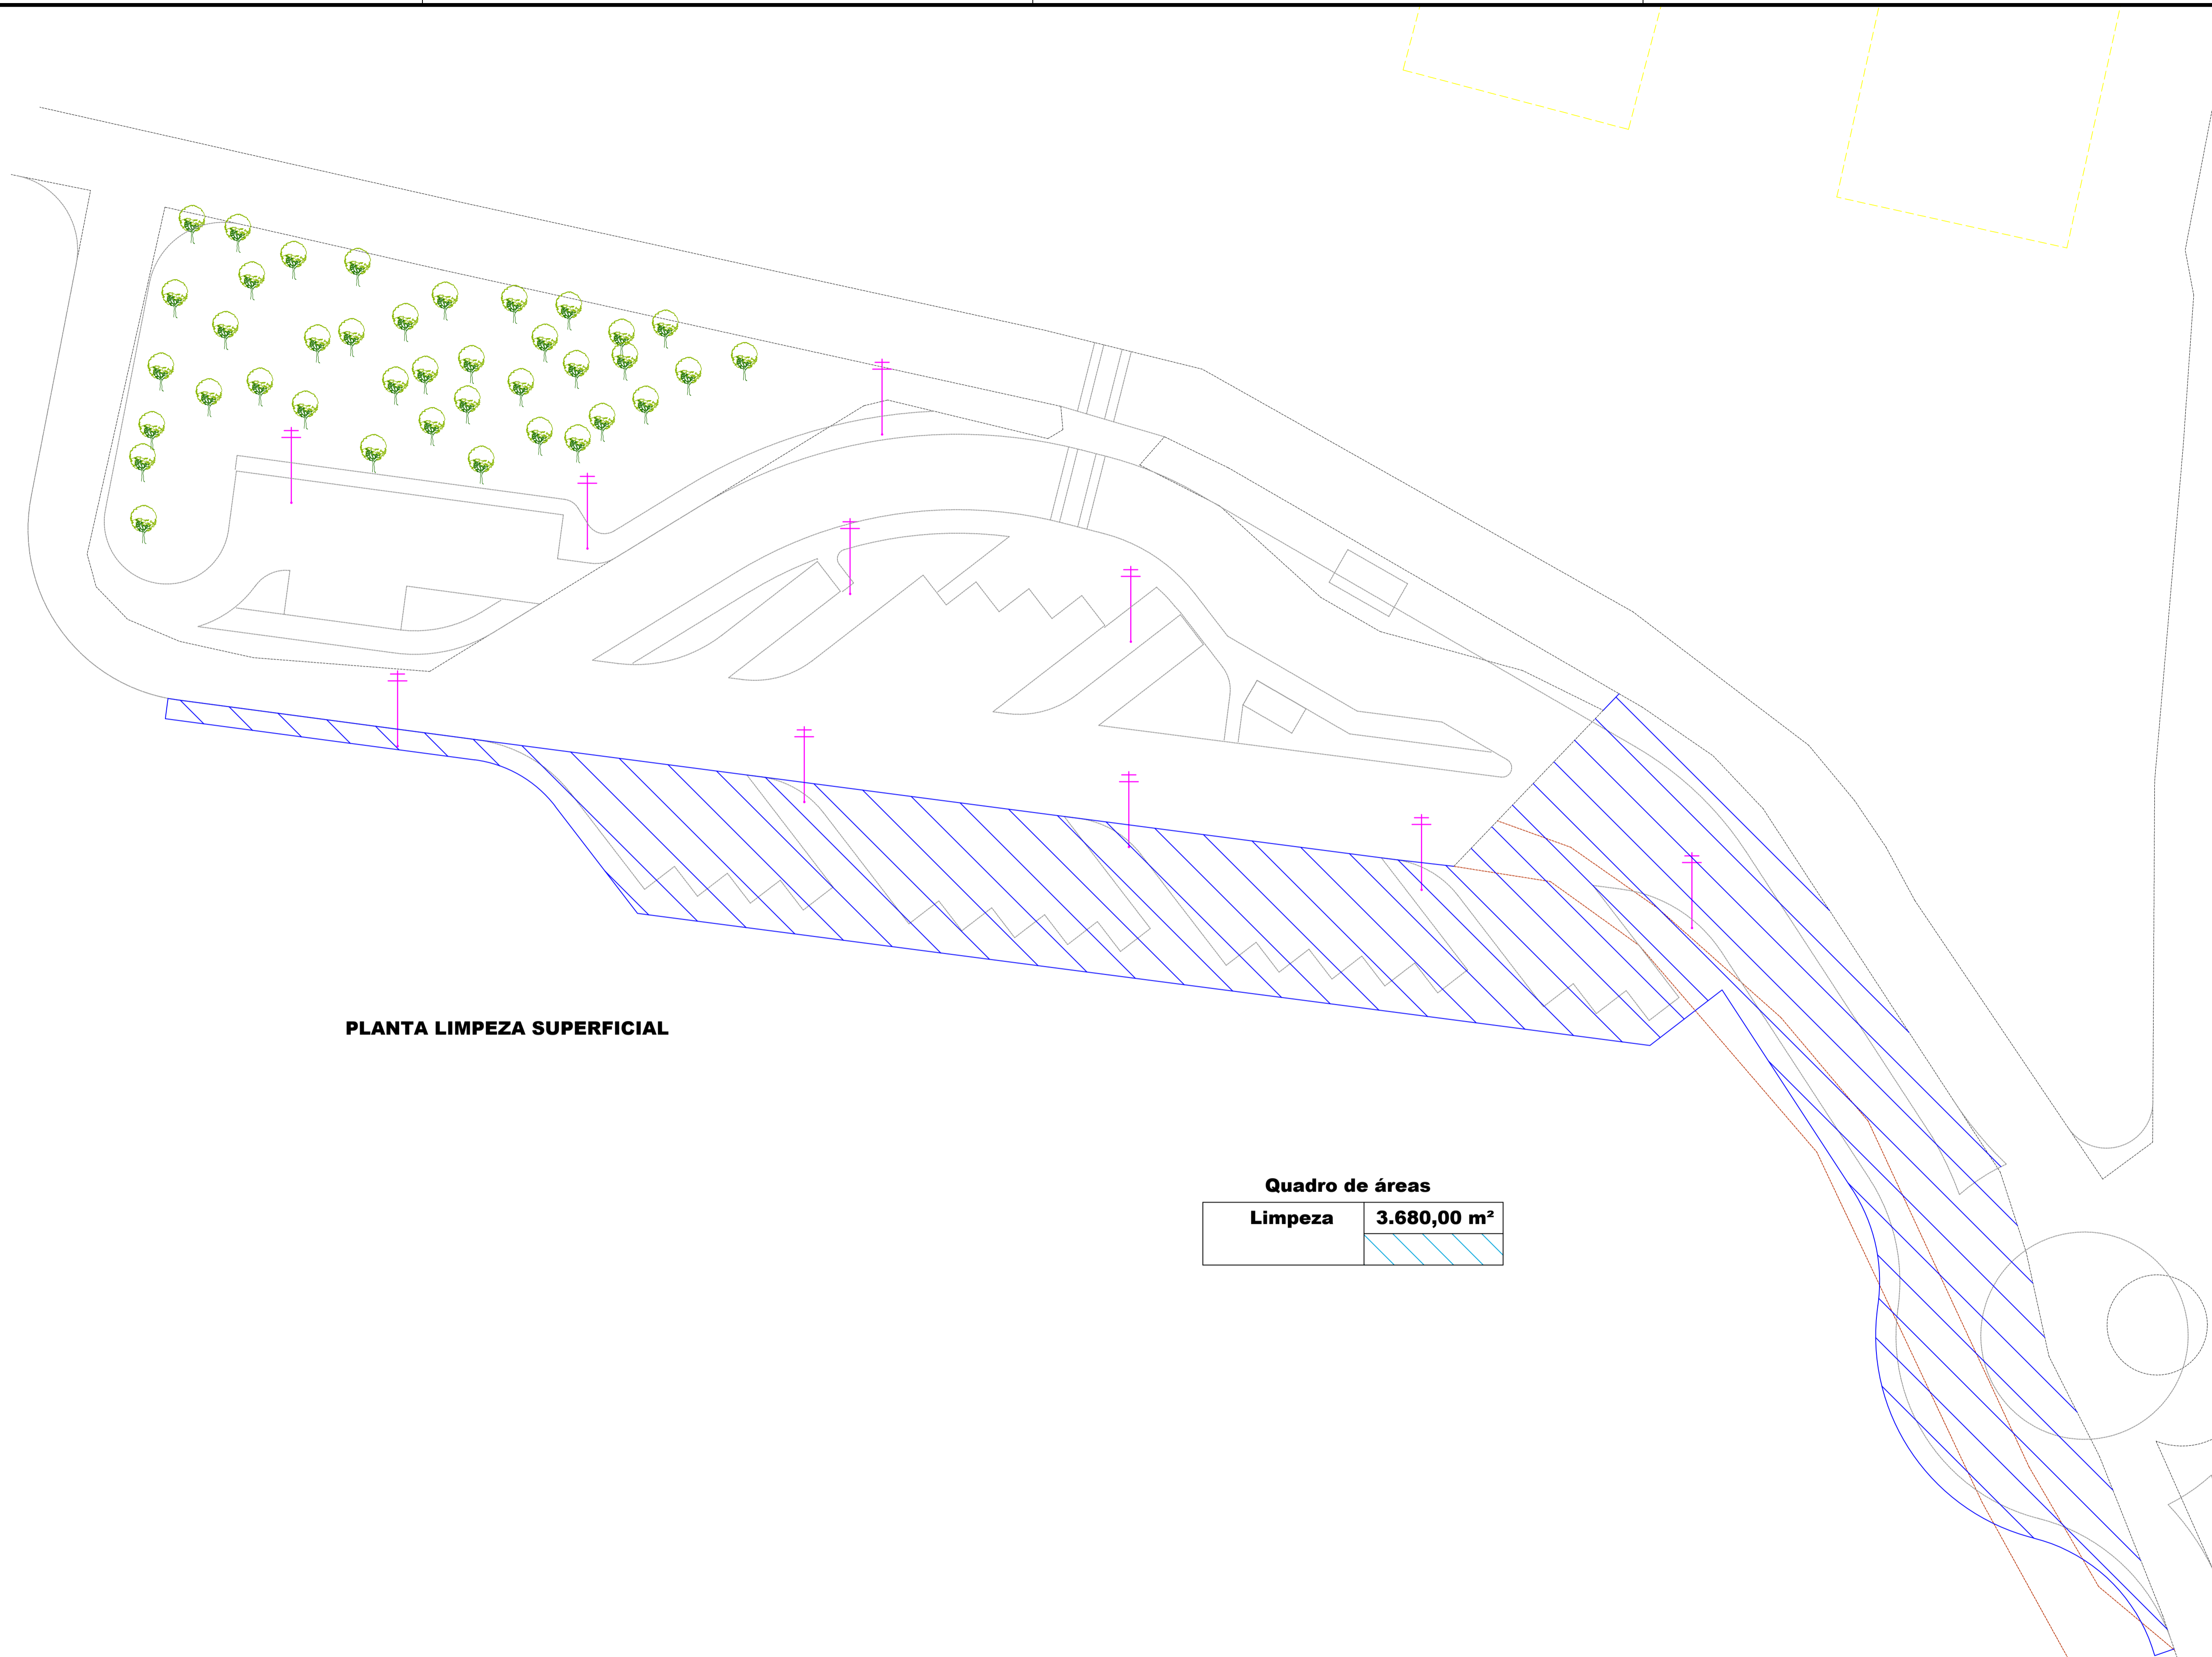 PLANTA LIMPEZA SUPERFICIAL
Quadro de áreas
Limpeza 3.680,00 m²